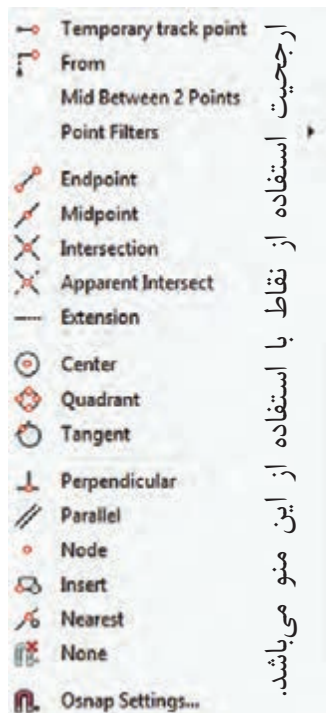 Temporary track point
From
Mid Between 2 Points
Point Filters
Endpoint
Midpoint
Intersection
Apparent Intersect
Extension
Center
Quadrant
Tangent
Perpendicular
Parallel
Node
Insert
Nearest
None
Osnap Settings...
ارجحیت استفاده از نقاط با استفاده از این منو می‌باشد.